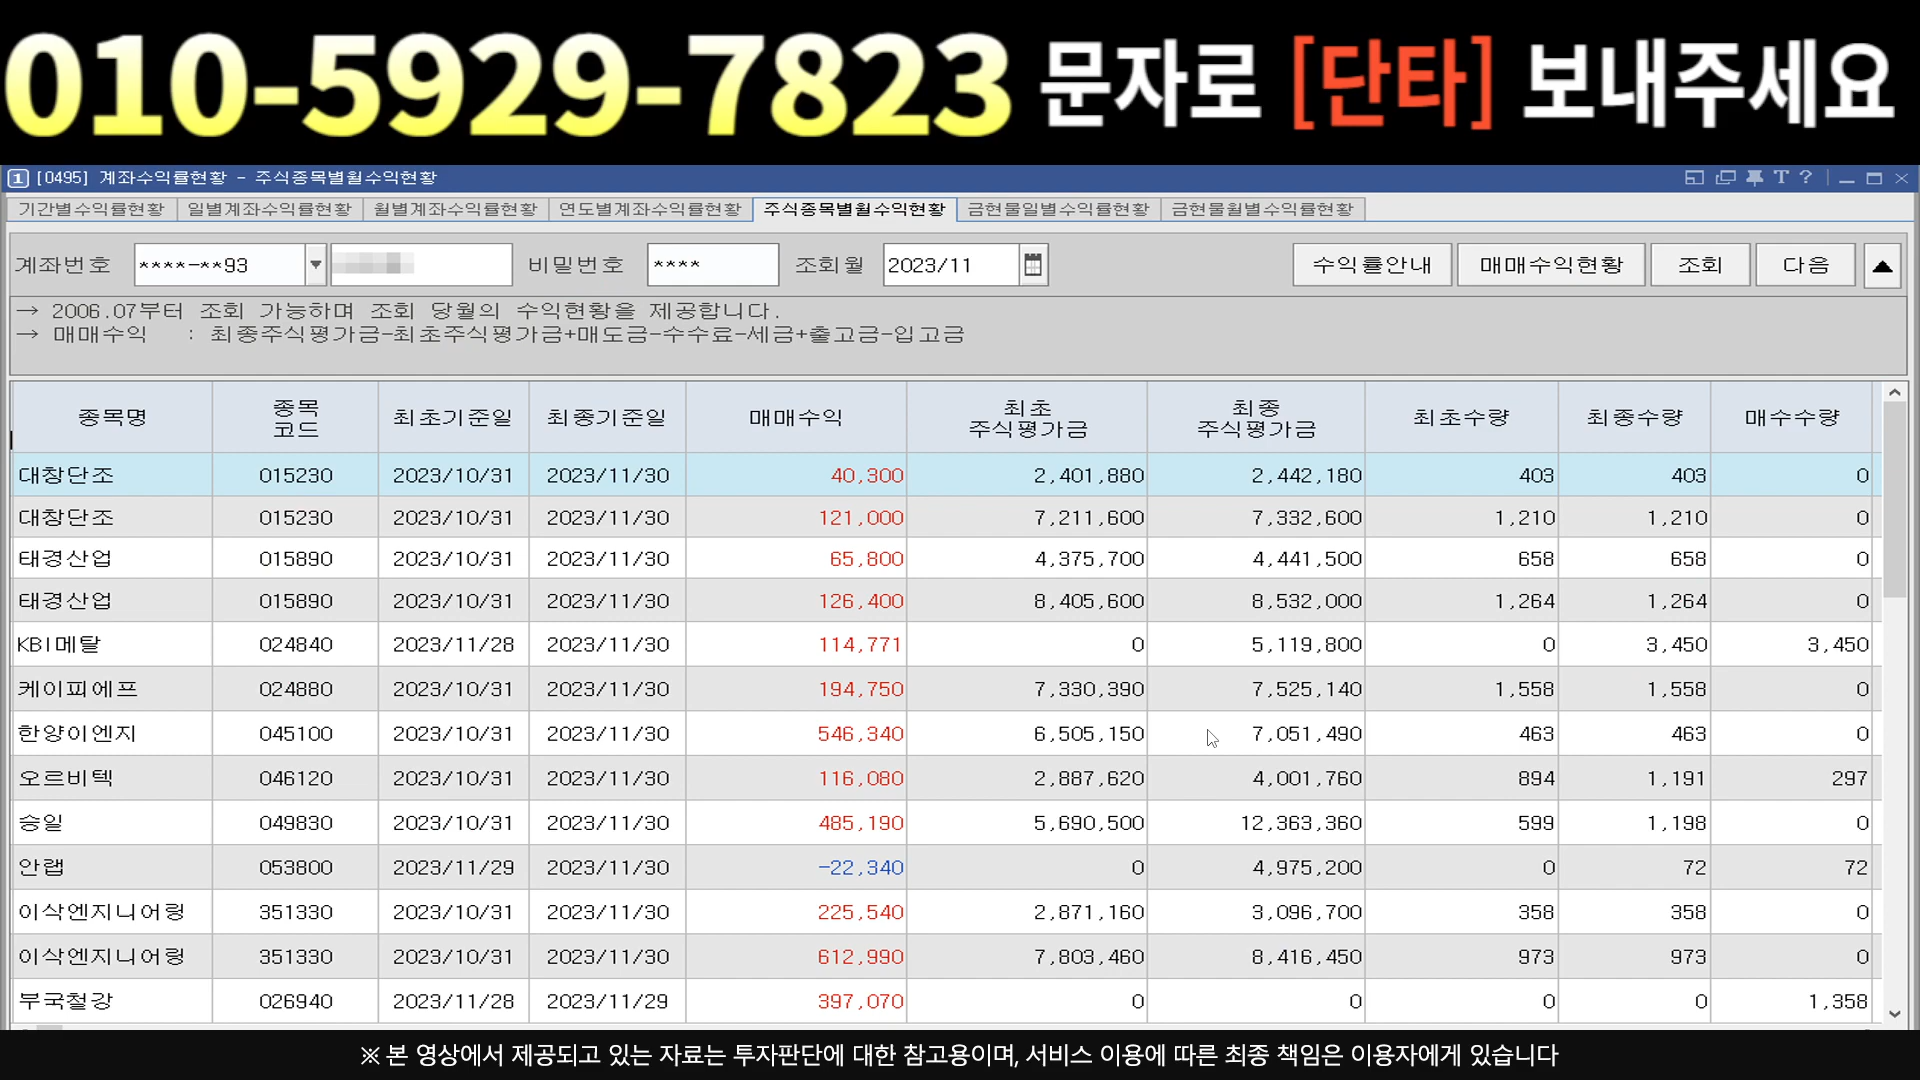 010-5929-7823 문자로 [단타] 보내주세요
1 [0495] 계좌수익률현황 - 주식종목별월수익현황 T ?
기간별수익률현황 일별계좌수익률현황 월별계좌수익률현황 연도별계좌수익률현황 주식종목별월수익현황 금현물일별수익률현황 금현물월별수익률현황
계좌번호 ****-**93 비밀번호 **** 조회월 2023/11 수익률안내 매매수익현황 조회 다음 ▲
→ 2006.07부터 조회 가능하며 조회 당월의 수익현황을 제공합니다.
→ 매매수익 : 최종주식평가금-최초주식평가금+매도금-수수료-세금+출고금-입고금
종목명 종목코드 최초기준일 최종기준일 매매수익 최초주식평가금 최종주식평가금 최초수량 최종수량 매수수량
대창단조 015230 2023/10/31 2023/11/30 40,300 2,401,880 2,442,180 403 403 0
대창단조 015230 2023/10/31 2023/11/30 121,000 7,211,600 7,332,600 1,210 1,210 0
태경산업 015890 2023/10/31 2023/11/30 65,800 4,375,700 4,441,500 658 658 0
태경산업 015890 2023/10/31 2023/11/30 126,400 8,405,600 8,532,000 1,264 1,264 0
KBI메탈 024840 2023/11/28 2023/11/30 114,771 0 5,119,800 0 3,450 3,450
케이피에프 024880 2023/10/31 2023/11/30 194,750 7,330,390 7,525,140 1,558 1,558 0
한양이엔지 045100 2023/10/31 2023/11/30 546,340 6,505,150 7,051,490 463 463 0
오르비텍 046120 2023/10/31 2023/11/30 116,080 2,887,620 4,001,760 894 1,191 297
승일 049830 2023/10/31 2023/11/30 485,190 5,690,500 12,363,360 599 1,198 0
안랩 053800 2023/11/29 2023/11/30 -22,340 0 4,975,200 0 72 72
이삭엔지니어링 351330 2023/10/31 2023/11/30 225,540 2,871,160 3,096,700 358 358 0
이삭엔지니어링 351330 2023/10/31 2023/11/30 612,990 7,803,460 8,416,450 973 973 0
부국철강 026940 2023/11/28 2023/11/29 397,070 0 0 0 0 1,358
※ 본 영상에서 제공되고 있는 자료는 투자판단에 대한 참고용이며, 서비스 이용에 따른 최종 책임은 이용자에게 있습니다